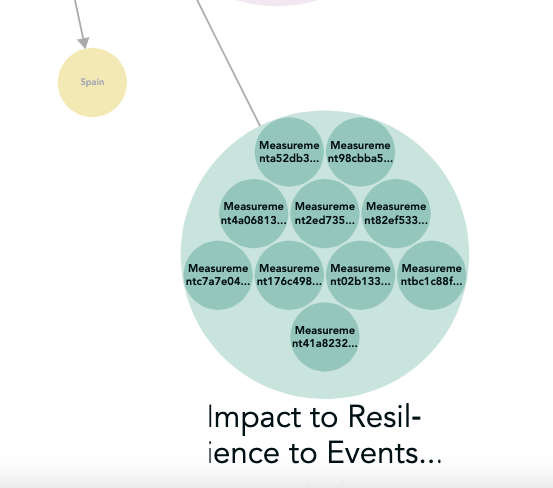 Spain
Measureme
nta52db3...
Measureme
nt98cbba5...
Measureme
nt4a06813...
Measureme
nt2ed735...
Measureme
nt82ef533...
Measureme
ntc7a7e04...
Measureme
nt176c498...
Measureme
nt02b133...
Measureme
ntbc1c88f...
Measureme
nt41a8232...
Impact to Resil-
ience to Events...